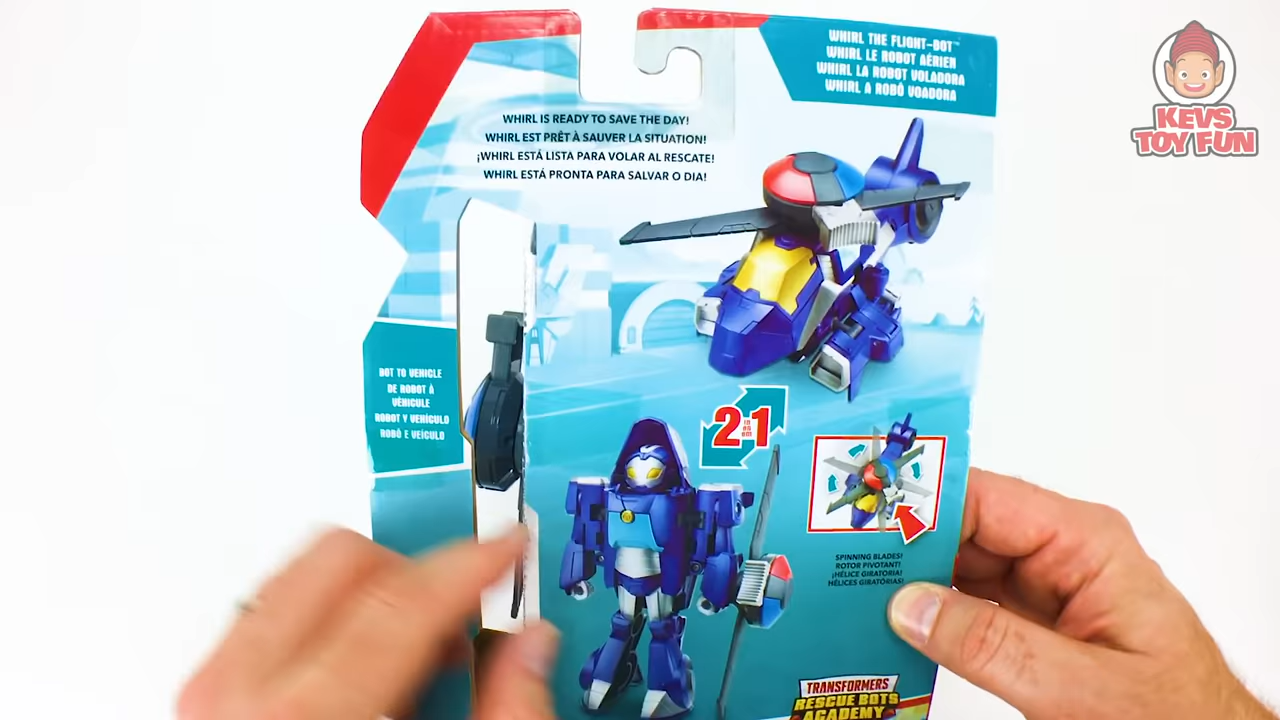 WHIRL THE FLIGHT-BOT™
WHIRL LE ROBOT AÉRIEN
WHIRL LA ROBOT VOLADORA
WHIRL A ROBÔ VOADORA
KEVS
TOY FUN
WHIRL IS READY TO SAVE THE DAY!
WHIRL EST PRÊT À SAUVER LA SITUATION!
¡WHIRL ESTÁ LISTA PARA VOLAR AL RESCATE!
WHIRL ESTÁ PRONTA PARA SALVAR O DIA!
BOT TO VEHICLE
DE ROBOT À
VÉHICULE
ROBOT Y VEHÍCULO
ROBÔ E VEÍCULO
2 1
SPINNING BLADES!
ROTOR PIVOTANT!
¡HÉLICE GIRATORIA!
HÉLICES GIRATÓRIAS!
TRANSFORMERS
RESCUE BOTS
ACADEMY